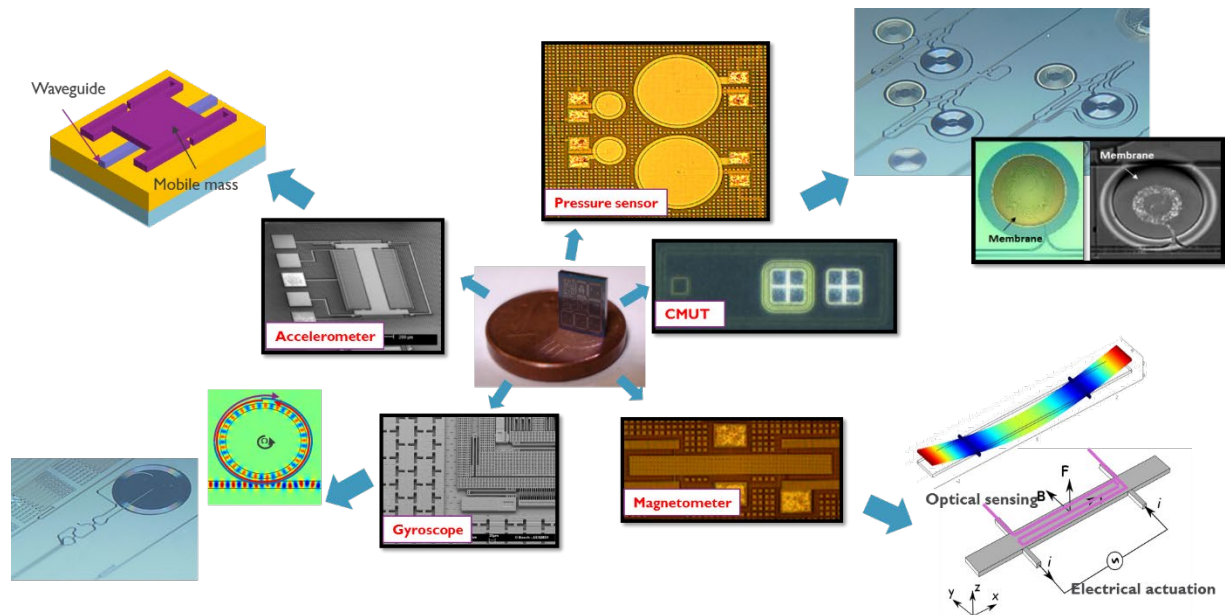 Waveguide
Mobile mass
Pressure sensor
Membrane
Membrane
Accelerometer
CMUT
Ω
Gyroscope
Magnetometer
Optical sensing
B
F
i
i
S
Electrical actuation
y
z
x